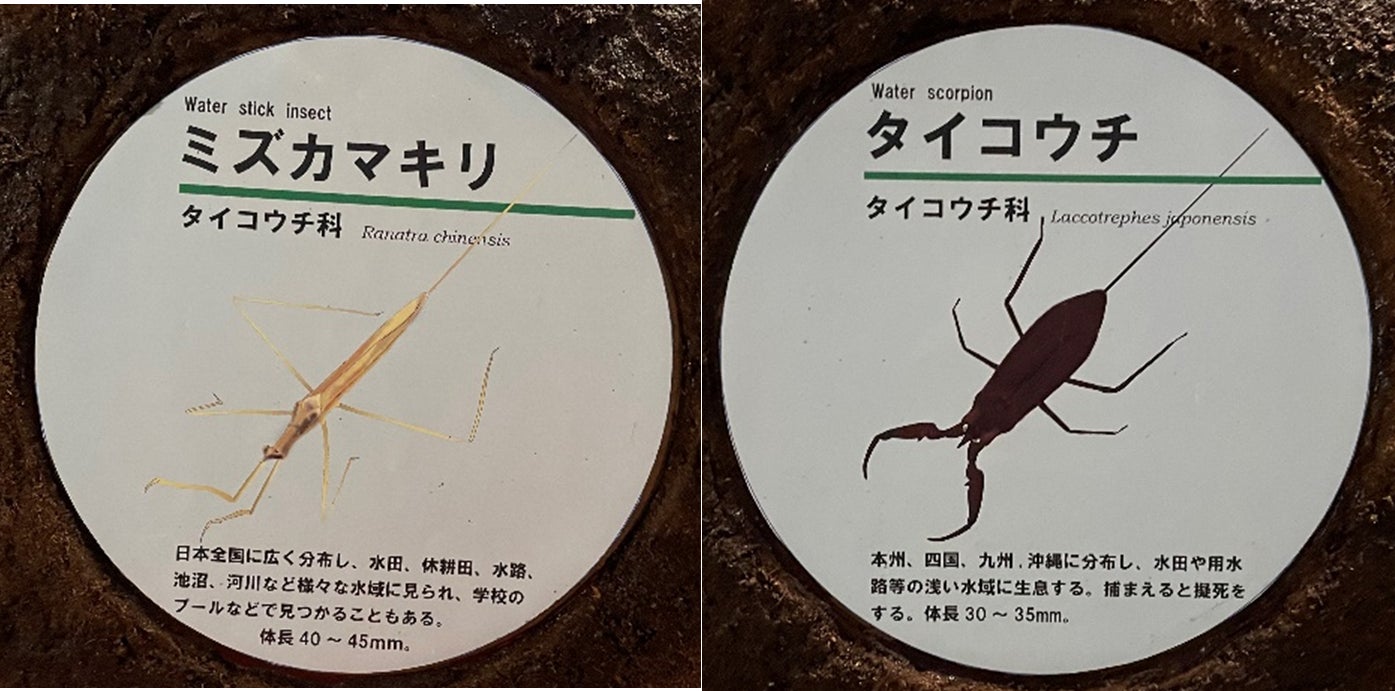 Water stick insect
ミズカマキリ
タイコウチ科 Ranatra chinensis
日本全国に広く分布し、水田、休耕田、水路、
池沼、河川など様々な水域に見られ、学校の
プールなどで見つかることもある。
体長 40 ~ 45mm。
Water scorpion
タイコウチ
タイコウチ科 Laccotrephes japonensis
本州、四国、九州、沖縄に分布し、水田や用水
路等の浅い水域に生息する。捕まえると擬死を
する。体長 30 ~ 35mm。